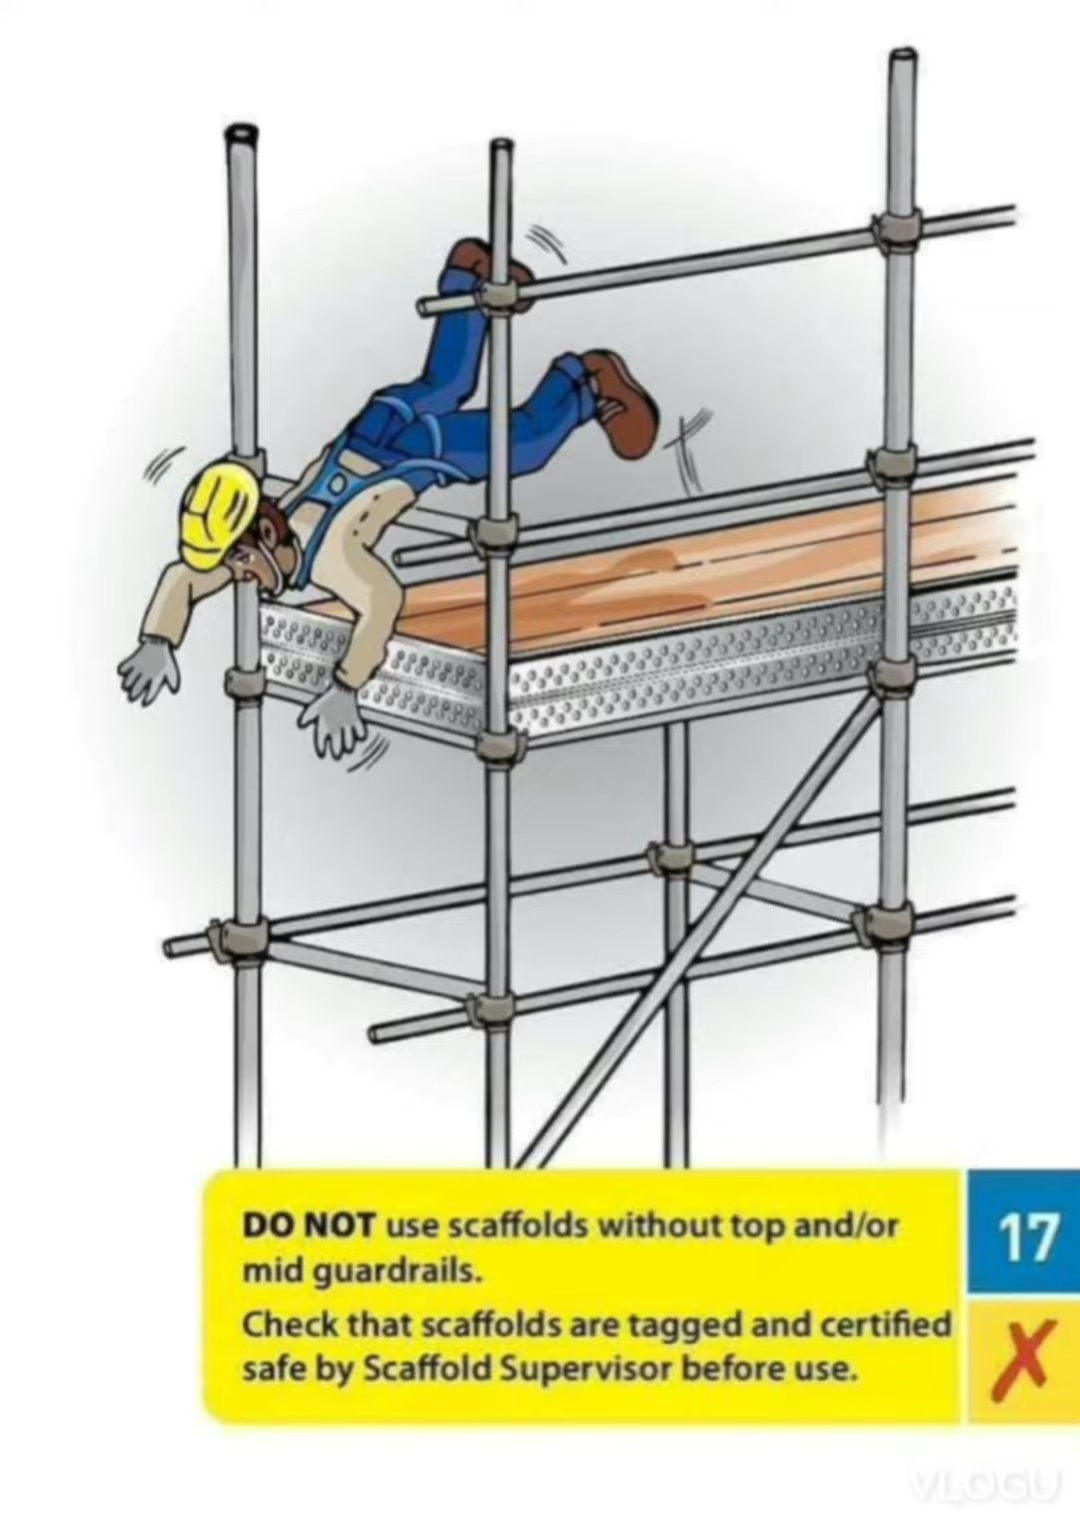 DO NOT use scaffolds without top and/or
mid guardrails.
Check that scaffolds are tagged and certified
safe by Scaffold Supervisor before use.
17
VLOGU